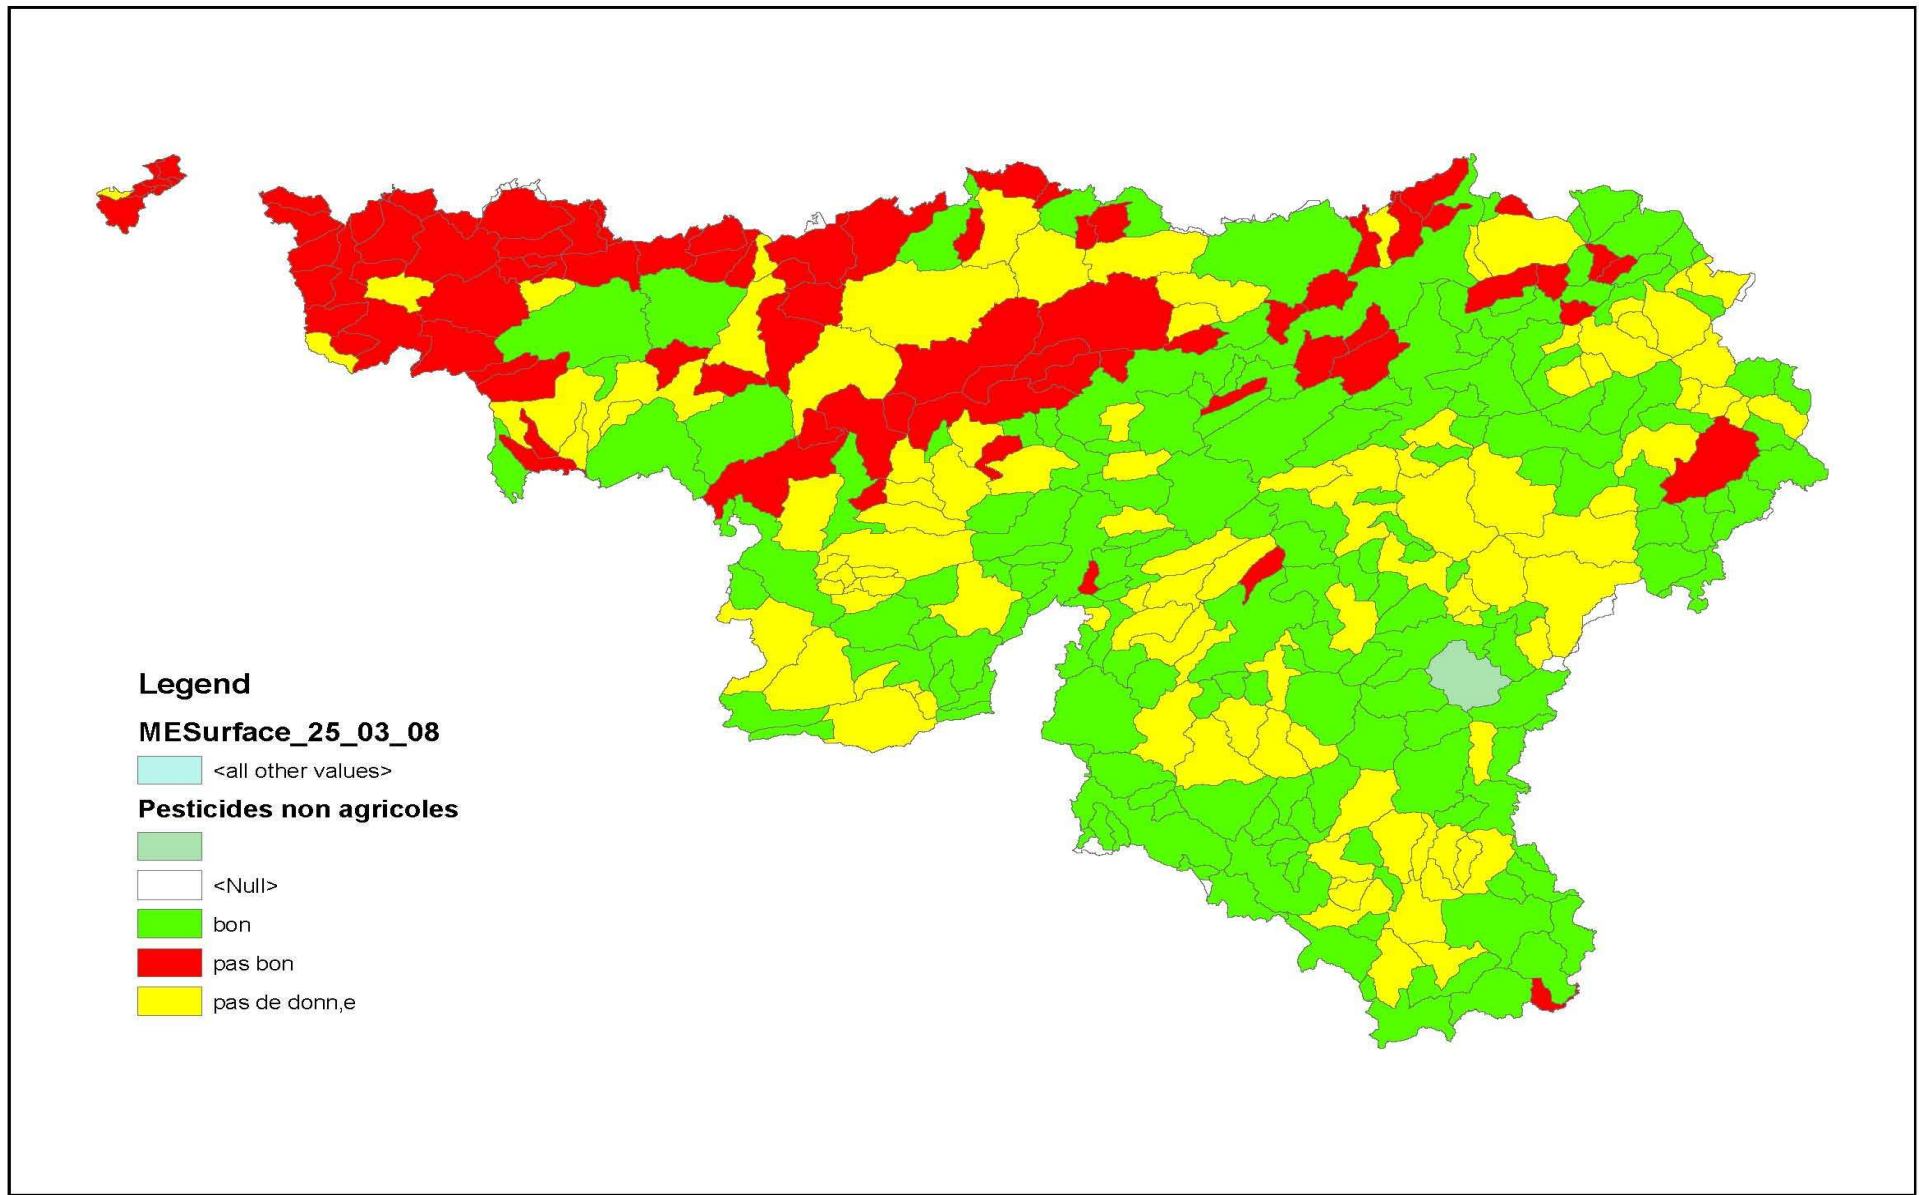 Legend
MESurface_25_03_08
<all other values>
Pesticides non agricoles
<Null>
bon
pas bon
pas de donn,e